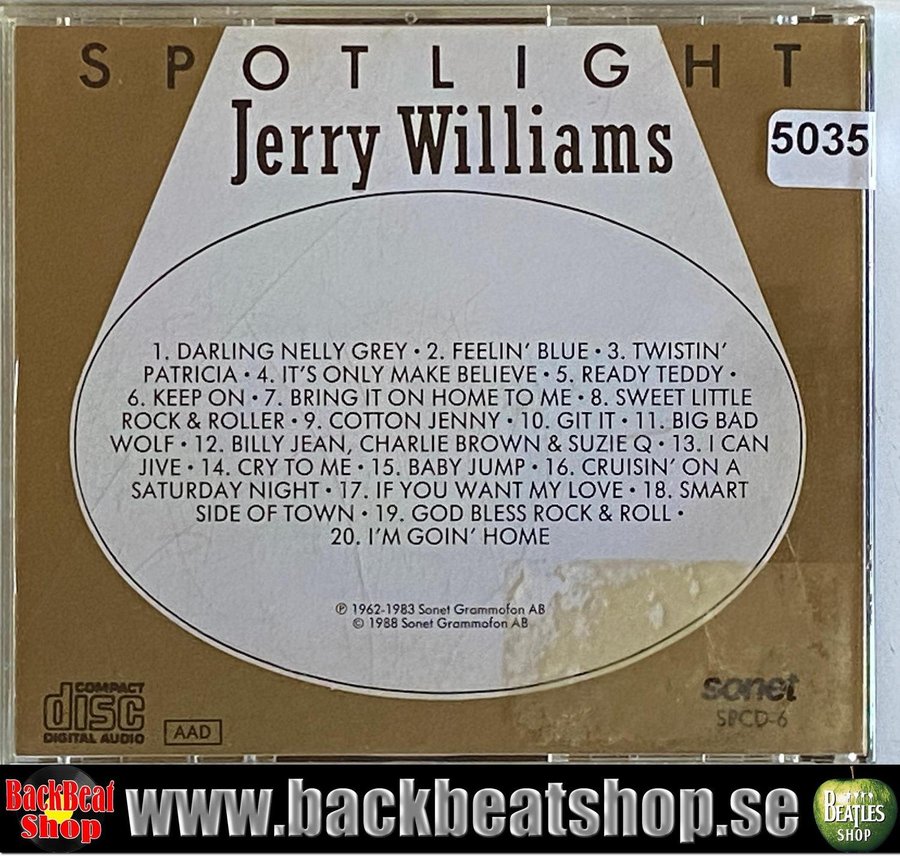 SPOTLIGHT
Jerry Williams
5035
1. DARLING NELLY GREY • 2. FEELIN' BLUE • 3. TWISTIN'
PATRICIA • 4. IT'S ONLY MAKE BELIEVE • 5. READY TEDDY •
6. KEEP ON • 7. BRING IT ON HOME TO ME • 8. SWEET LITTLE
ROCK & ROLLER • 9. COTTON JENNY • 10. GIT IT • 11. BIG BAD
WOLF • 12. BILLY JEAN, CHARLIE BROWN & SUZIE Q • 13. I CAN
JIVE • 14. CRY TO ME • 15. BABY JUMP • 16. CRUISIN' ON A
SATURDAY NIGHT • 17. IF YOU WANT MY LOVE • 18. SMART
SIDE OF TOWN • 19. GOD BLESS ROCK & ROLL •
20. I'M GOIN' HOME
℗ 1962-1983 Sonet Grammofon AB
© 1988 Sonet Grammofon AB
COMPACT
disc
DIGITAL AUDIO
AAD
sonet
SPCD-6
BackBeat
Shop
www.backbeatshop.se
BEATLES
SHOP